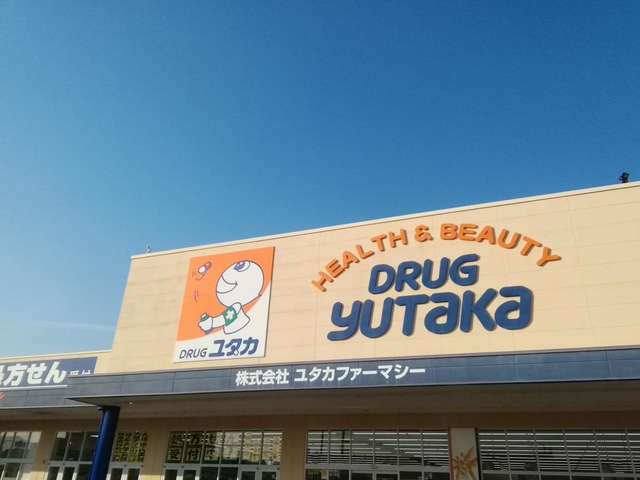 HEALTH & BEAUTY
DRUG
YUTAKA
DRUG ユタカ
方せん
株式会社 ユタカファーマシー